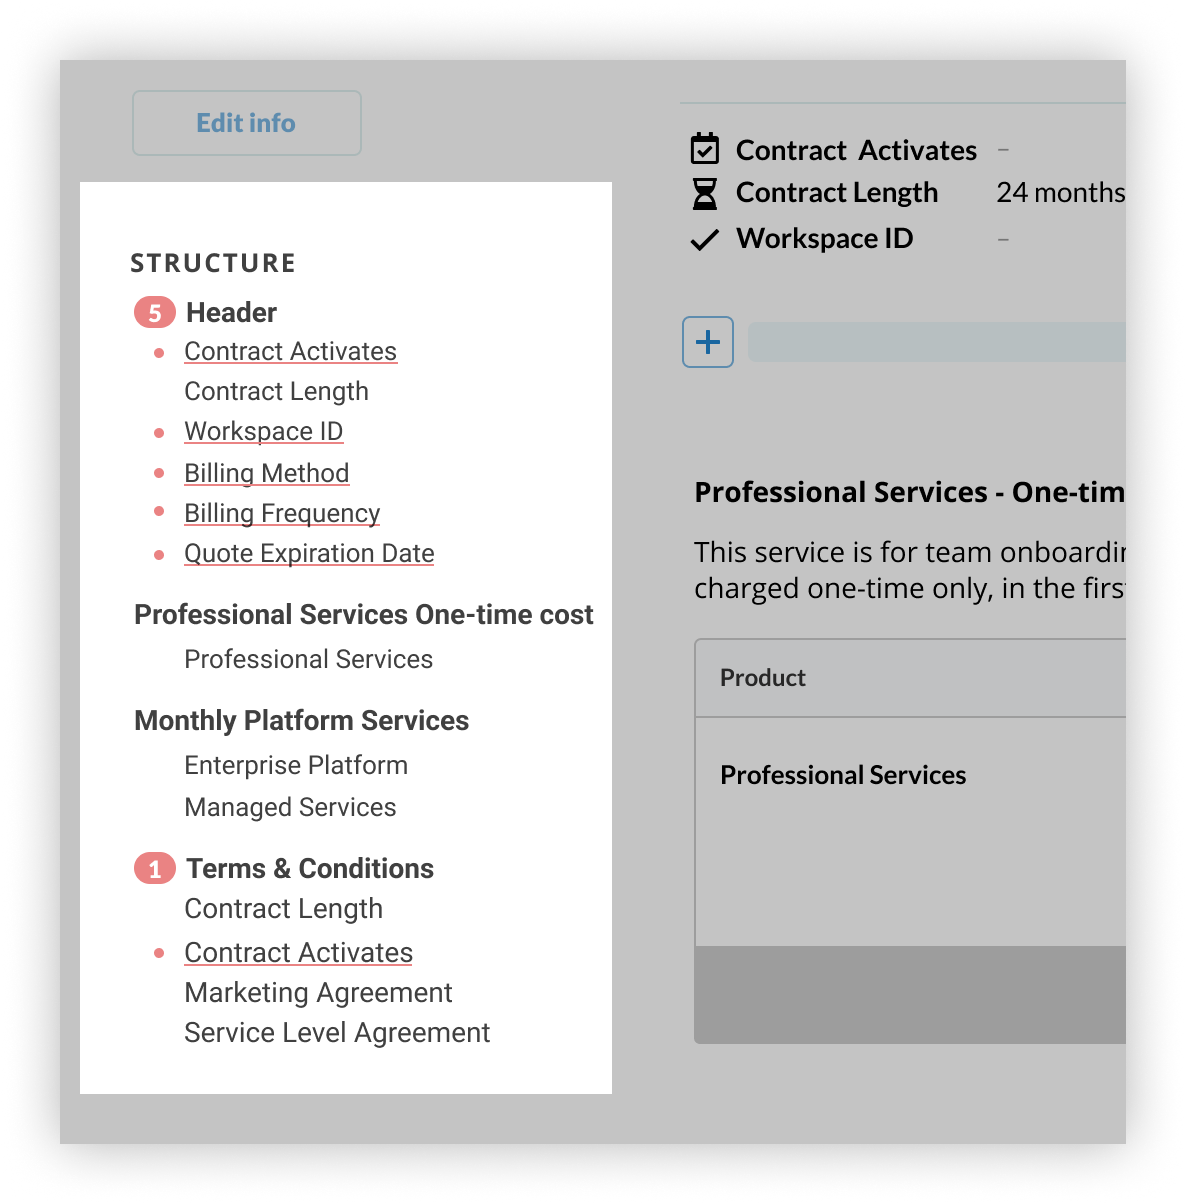 Edit info
STRUCTURE
5 Header
Contract Activates
Contract Length
Workspace ID
Billing Method
Billing Frequency
Quote Expiration Date
Professional Services One-time cost
Professional Services
Monthly Platform Services
Enterprise Platform
Managed Services
1 Terms & Conditions
Contract Length
Contract Activates
Marketing Agreement
Service Level Agreement
Contract Activates –
Contract Length 24 months
Workspace ID –
Professional Services - One-tim
This service is for team onboardin
charged one-time only, in the first
Product
Professional Services